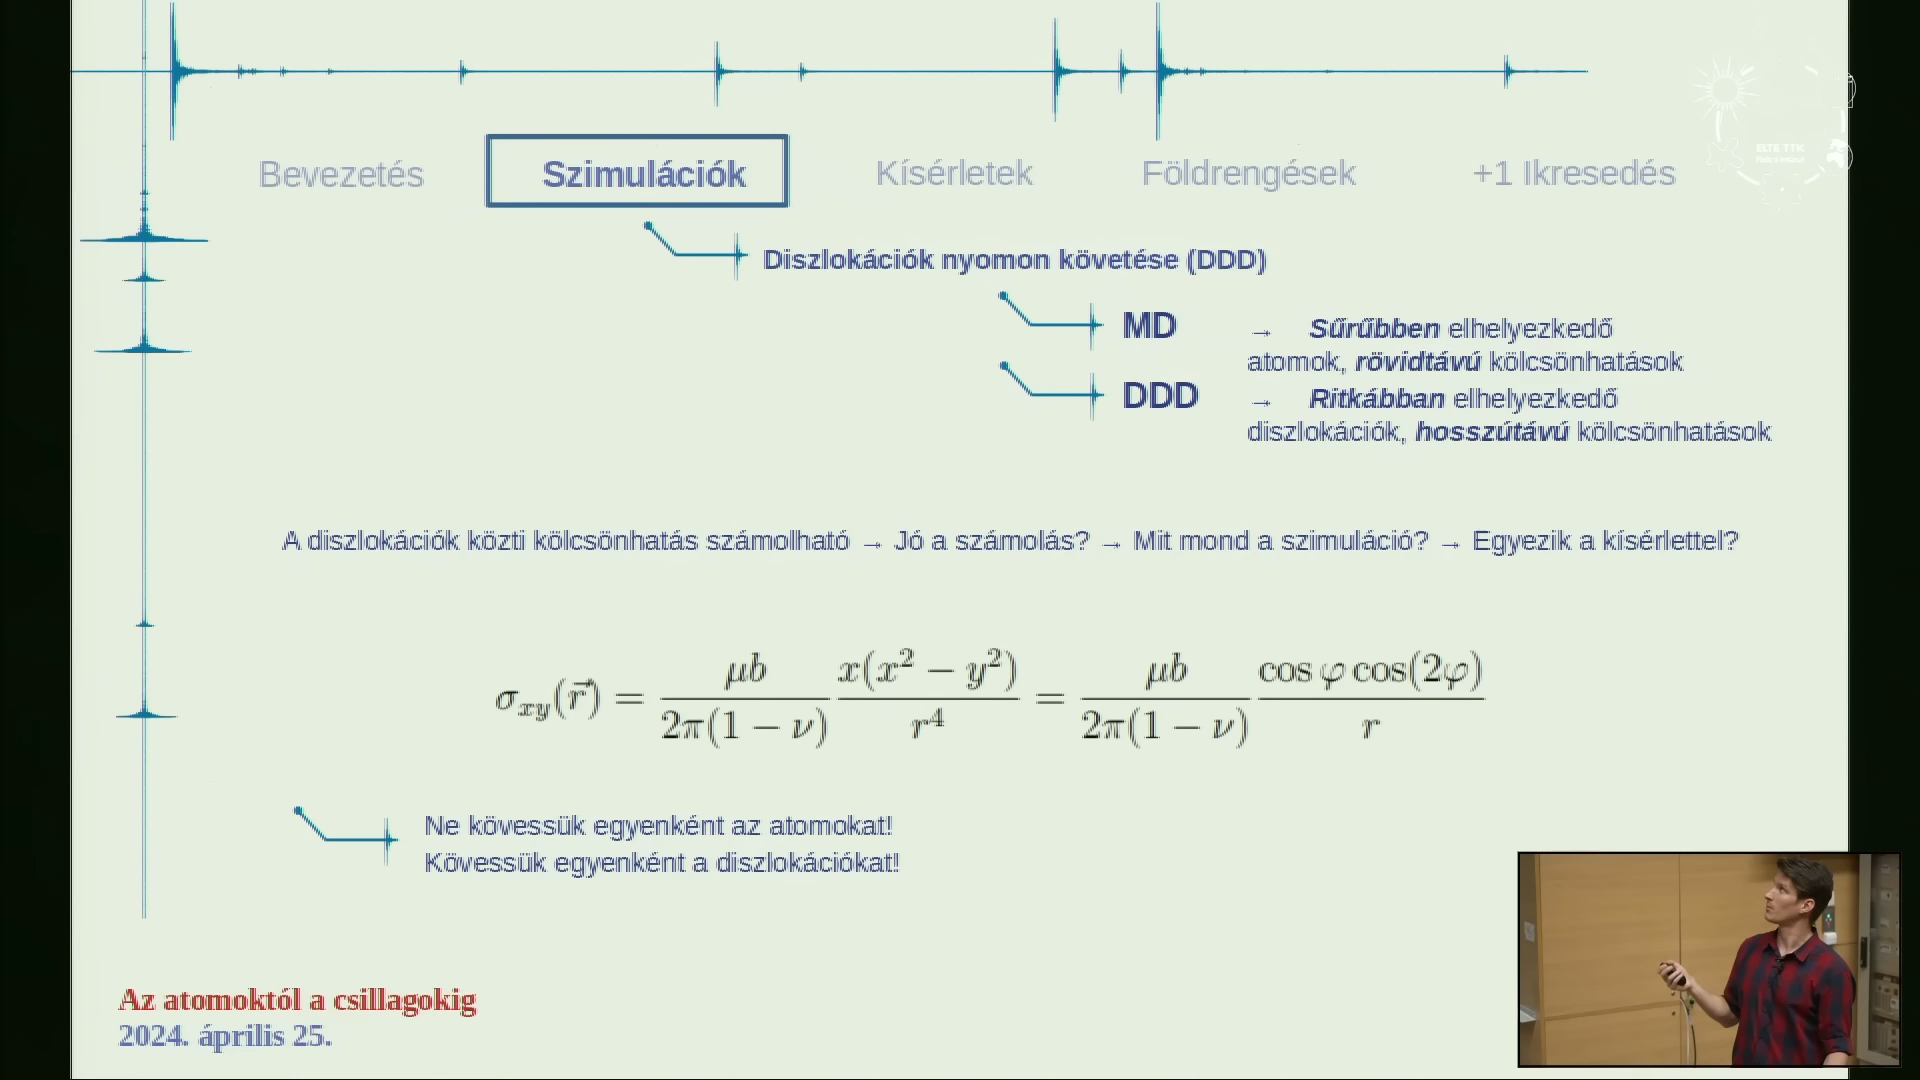 Bevezetés Szimulációk Kísérletek Földrengések +1 Ikresedés
ELTE TTK
Diszlokációk nyomon követése (DDD)
MD → Sűrűbben elhelyezkedő
atomok, rövidtávú kölcsönhatások
DDD → Ritkábban elhelyezkedő
diszlokációk, hosszútávú kölcsönhatások
A diszlokációk közti kölcsönhatás számolható → Jó a számolás? → Mit mond a szimuláció? → Egyezik a kísérlettel?
σ_xy(r⃗) = μb/(2π(1 − ν)) x(x² − y²)/r⁴ = μb/(2π(1 − ν)) cos φ cos(2φ)/r
Ne kövessük egyenként az atomokat!
Kövessük egyenként a diszlokációkat!
Az atomoktól a csillagokig
2024. április 25.